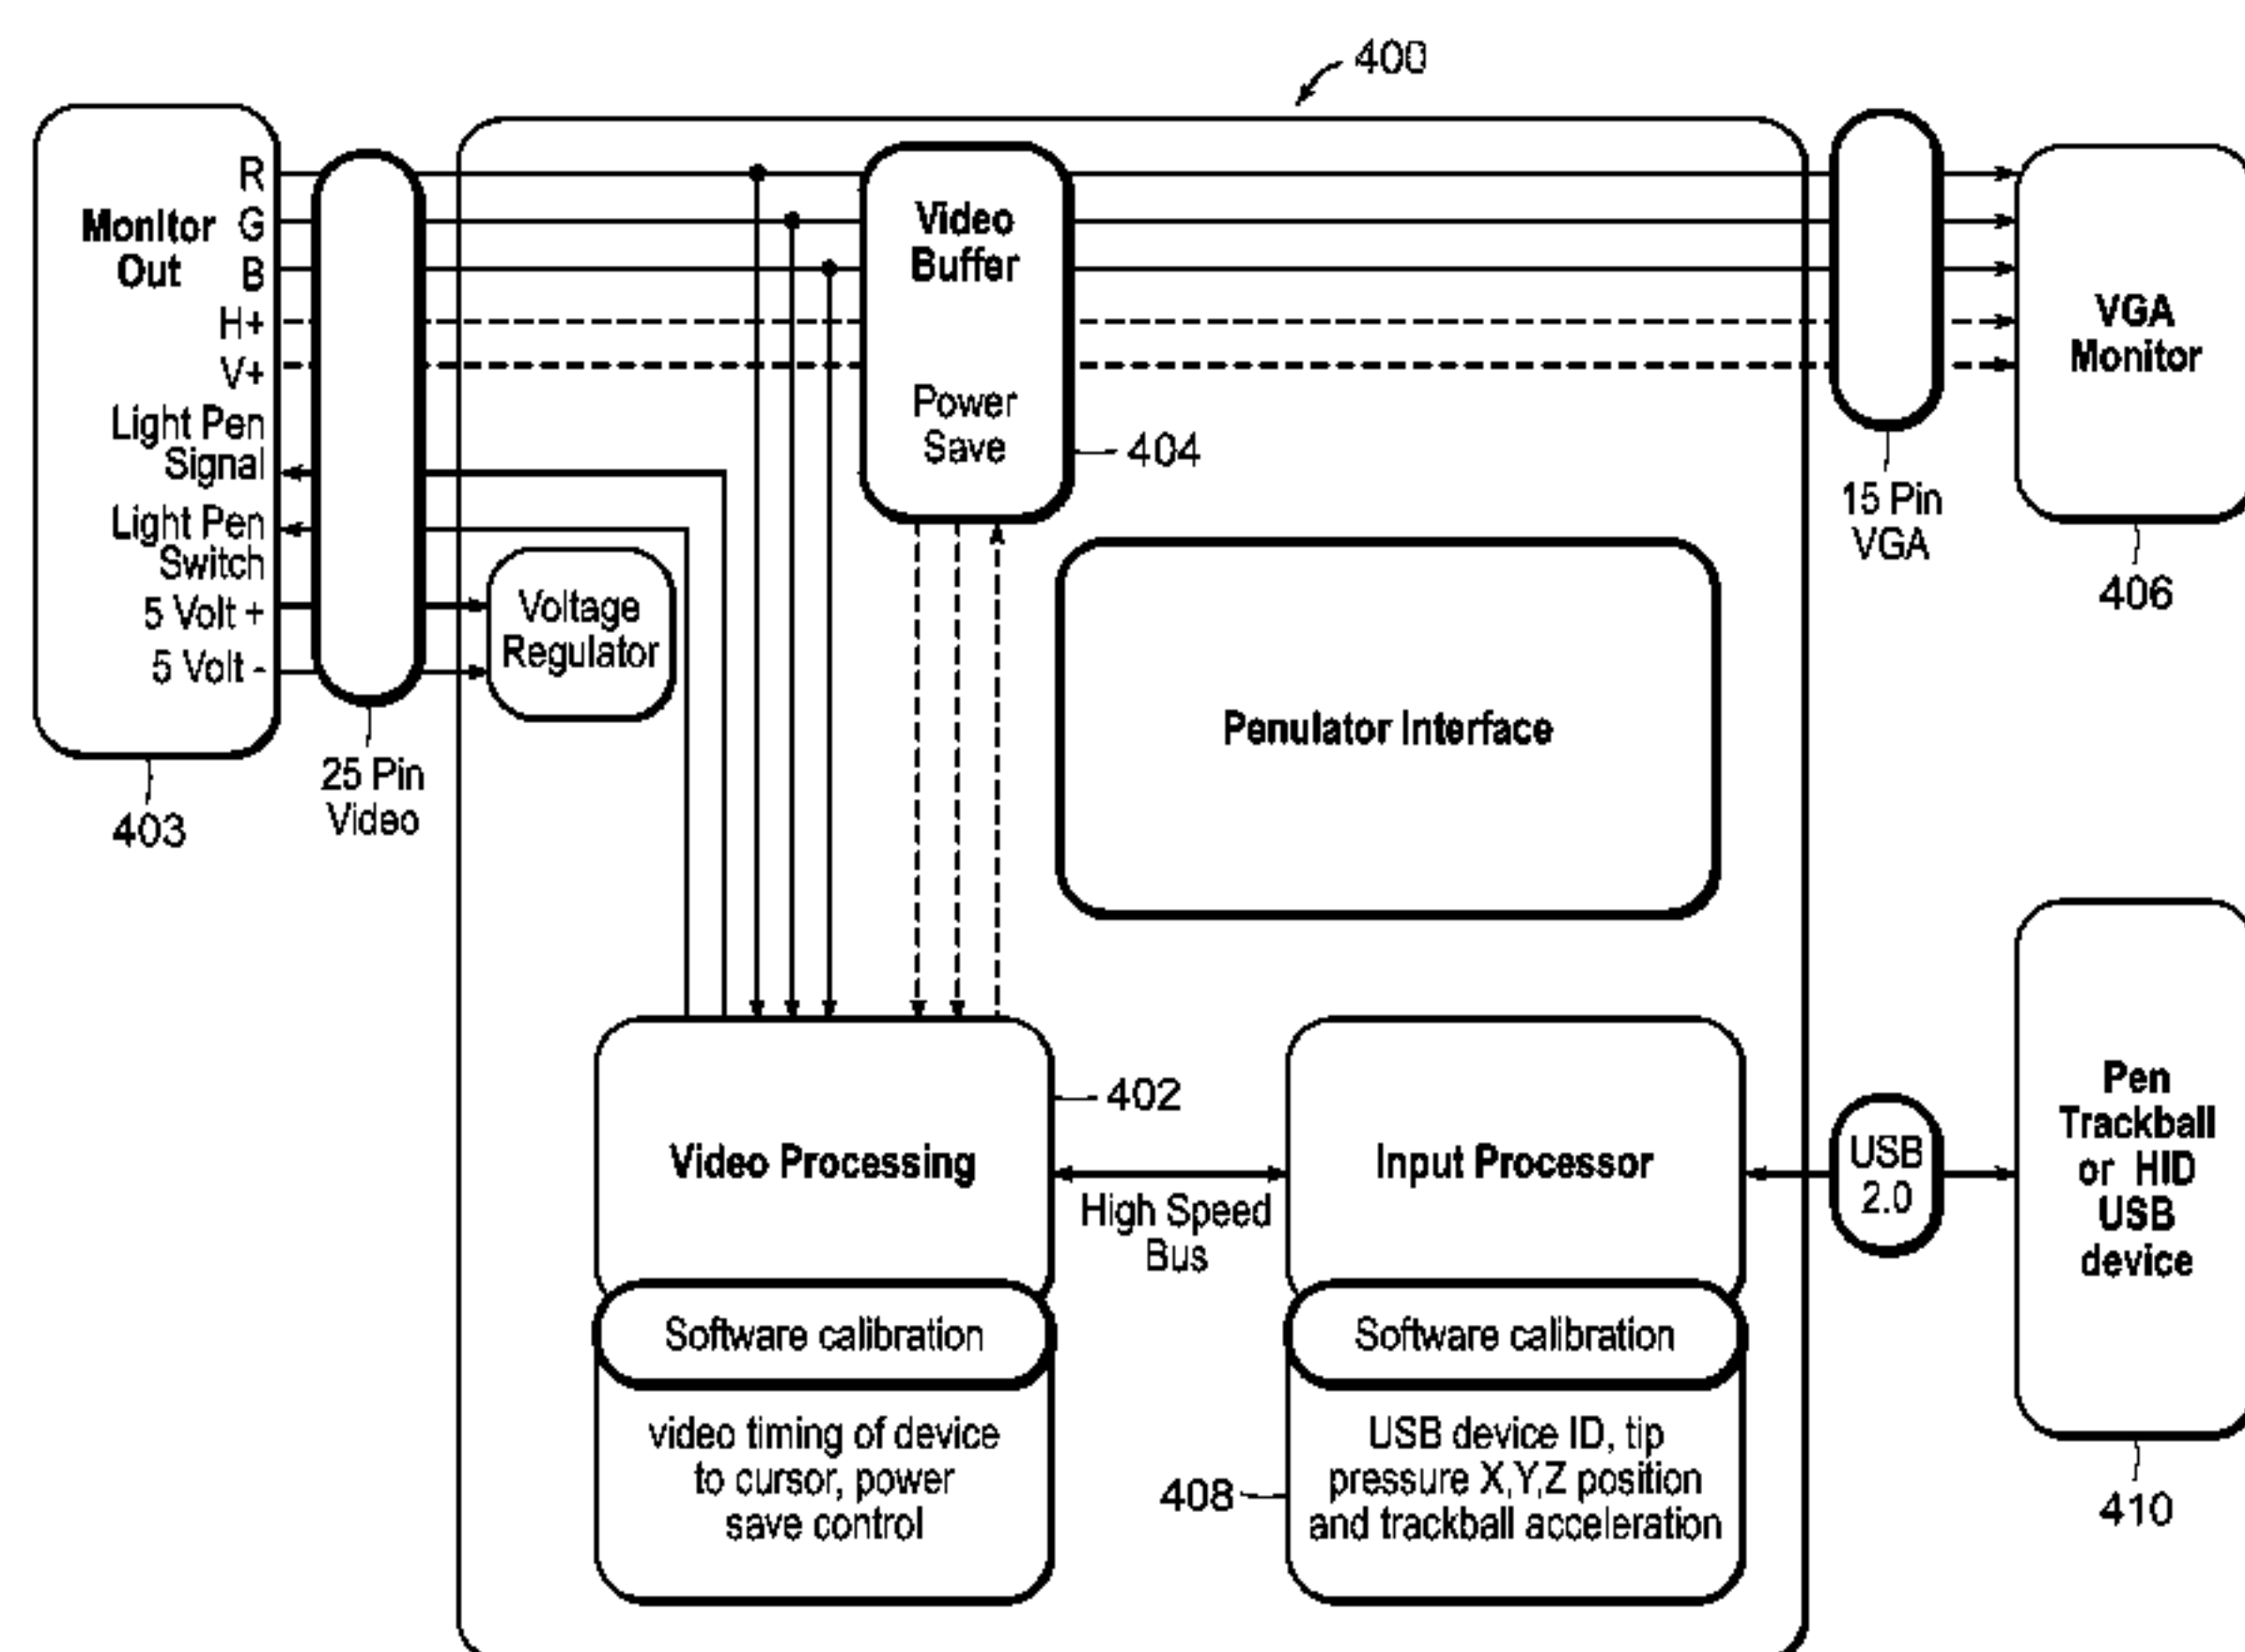 400
R
Monitor G
Out B
H+
V+
Light Pen
Signal
Light Pen
Switch
5 Volt +
5 Volt -
403
25 Pin
Video
Voltage
Regulator
Video
Buffer
Power
Save
404
15 Pin
VGA
VGA
Monitor
406
Penulator Interface
402
Video Processing
High Speed
Bus
Input Processor
USB
2.0
Pen
Trackball
or HID
USB
device
410
Software calibration
video timing of device
to cursor, power
save control
Software calibration
USB device ID, tip
pressure X,Y,Z position
and trackball acceleration
408